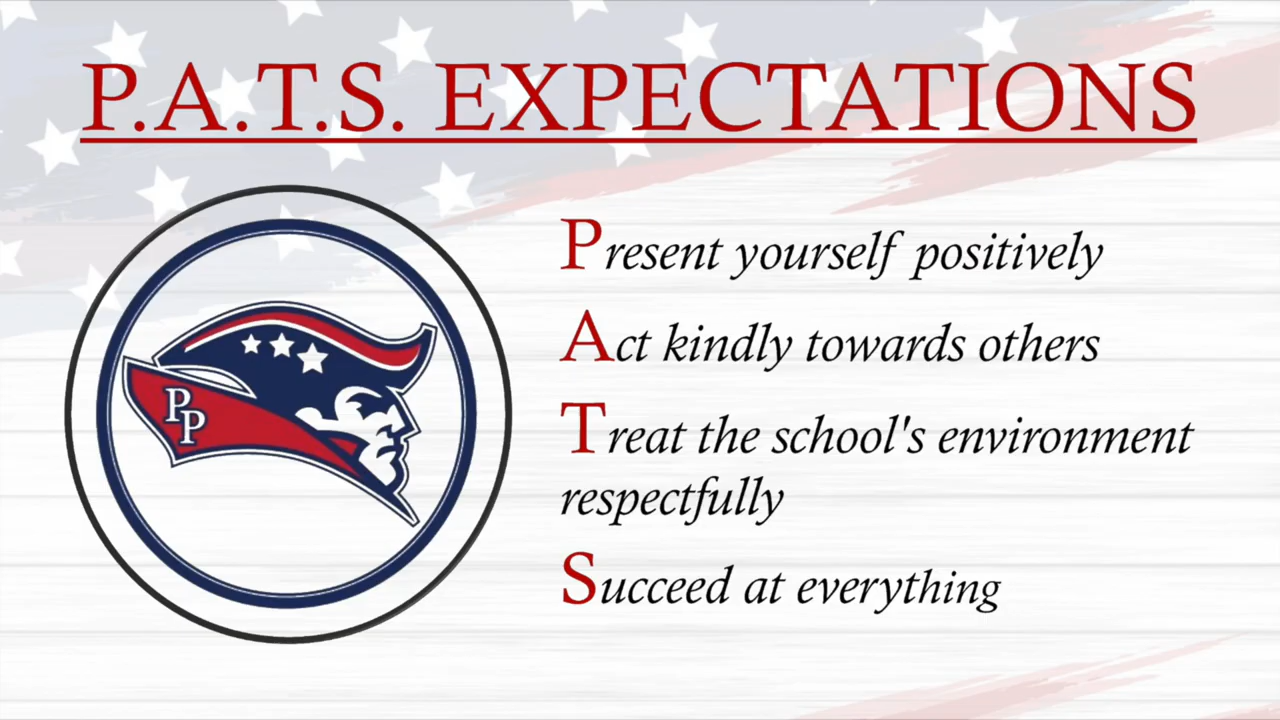 P.A.T.S. EXPECTATIONS
Present yourself positively
Act kindly towards others
Treat the school's environment
respectfully
Succeed at everything
PP